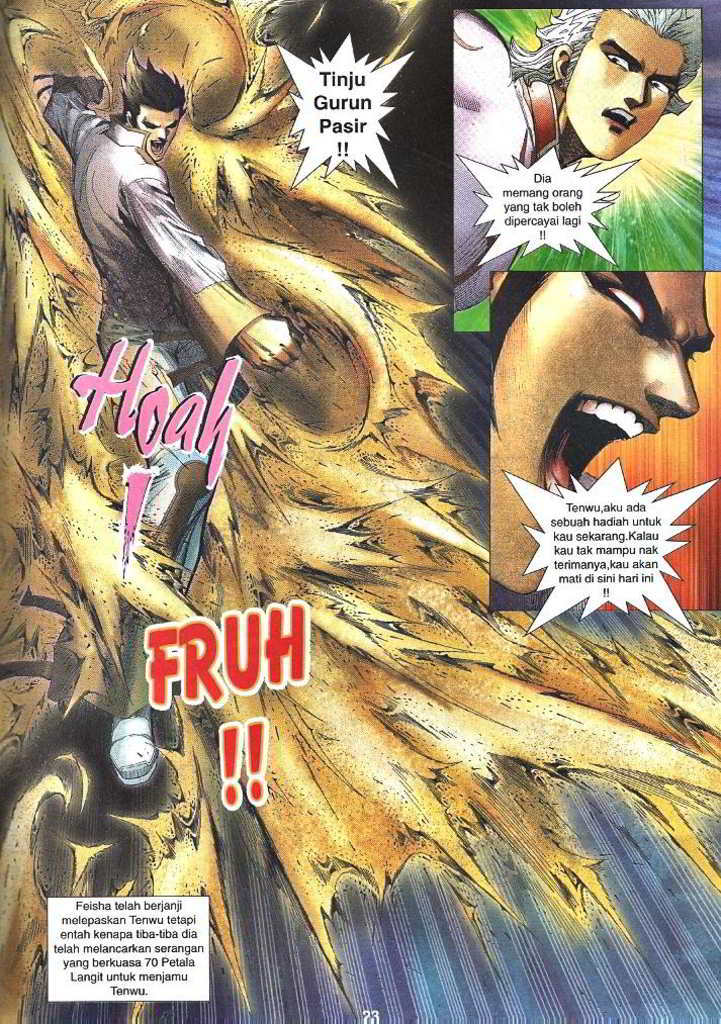 Tinju
Gurun
Pasir
!!
Dia
memang orang
yang tak boleh
dipercayai lagi
!!
Tenwu,aku ada
sebuah hadiah untuk
kau sekarang.Kalau
kau tak mampu nak
terimanya,kau akan
mati di sini hari ini
!!
Hoah
!
FRUH
!!
Feisha telah berjanji
melepaskan Tenwu tetapi
entah kenapa tiba-tiba dia
telah melancarkan serangan
yang berkuasa 70 Petala
Langit untuk menjamu
Tenwu.
23